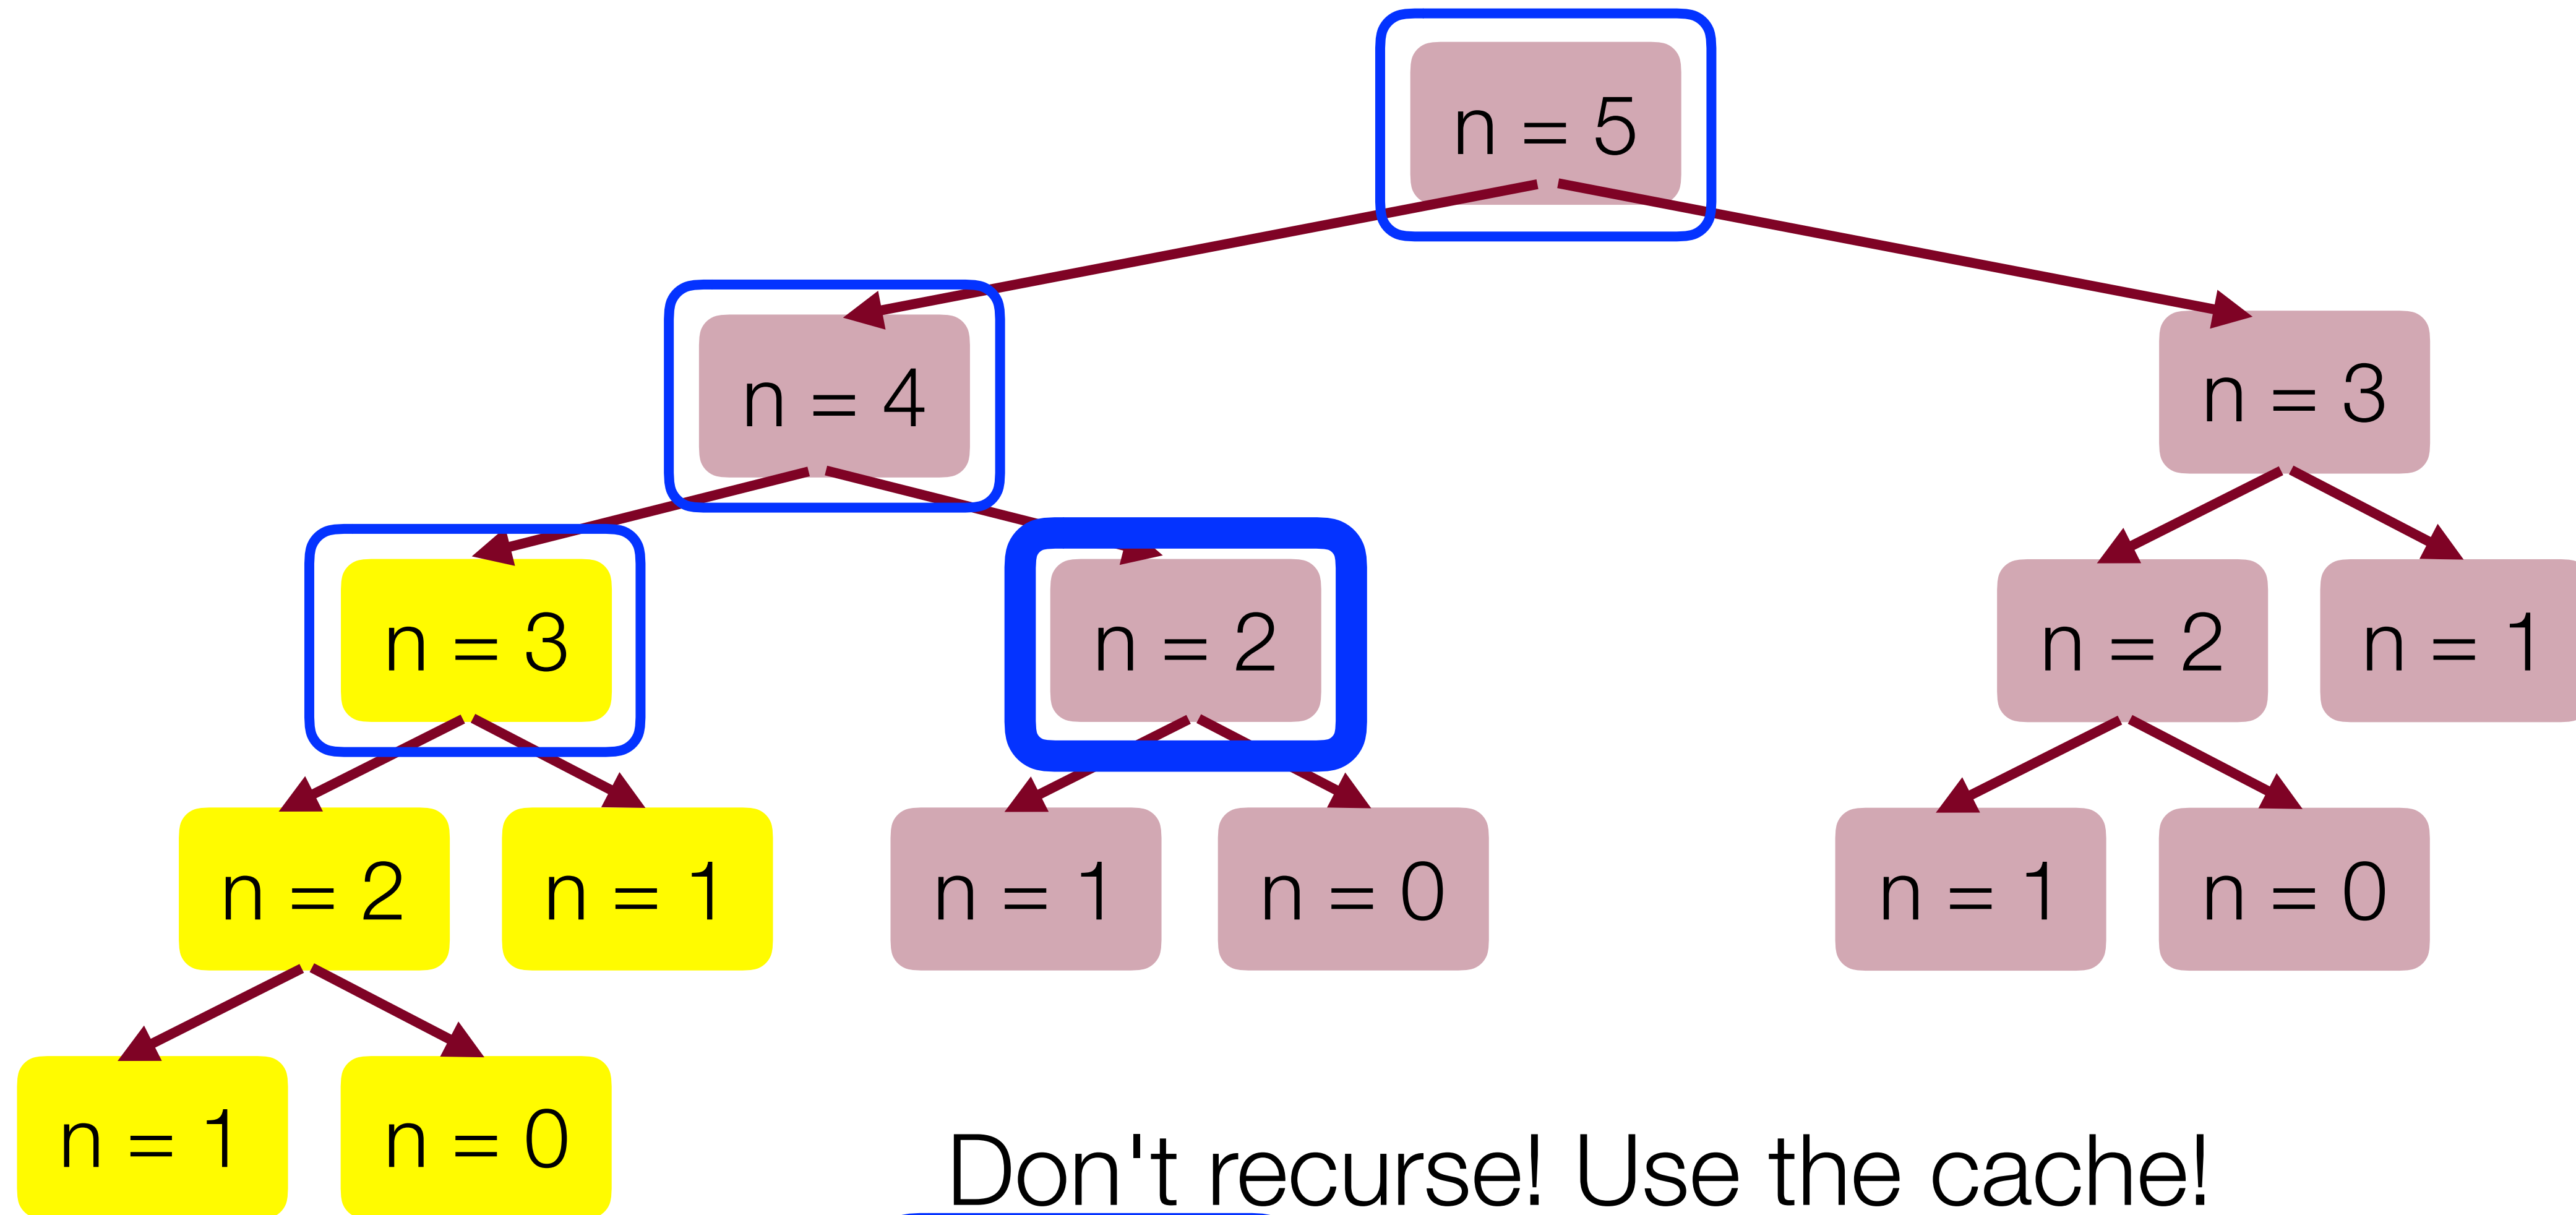 n = 5
n = 4
n = 3
n = 3
n = 2
n = 2
n = 1
n = 2
n = 1
n = 1
n = 0
n = 1
n = 0
n = 1
n = 0
Don't recurse! Use the cache!